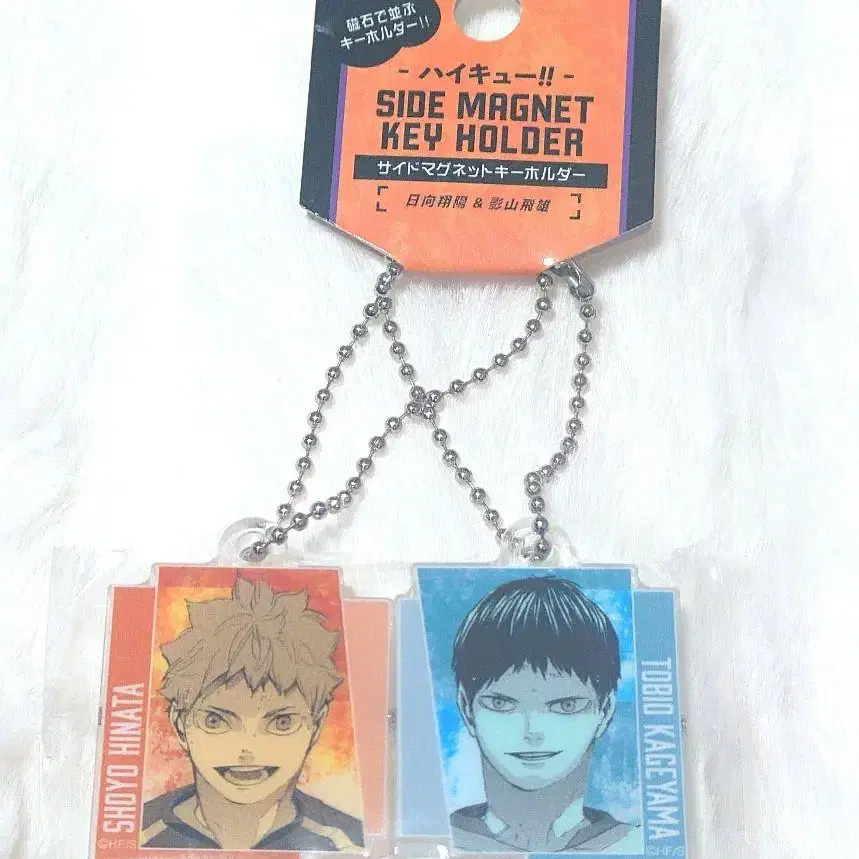 磁石で並ぶ
キーホルダー!!
- ハイキュー!! -
SIDE MAGNET
KEY HOLDER
サイドマグネットキーホルダー
日向翔陽 & 影山飛雄
SHOYO HINATA
TOBIO KAGEYAMA
©HF/S
©HF/S